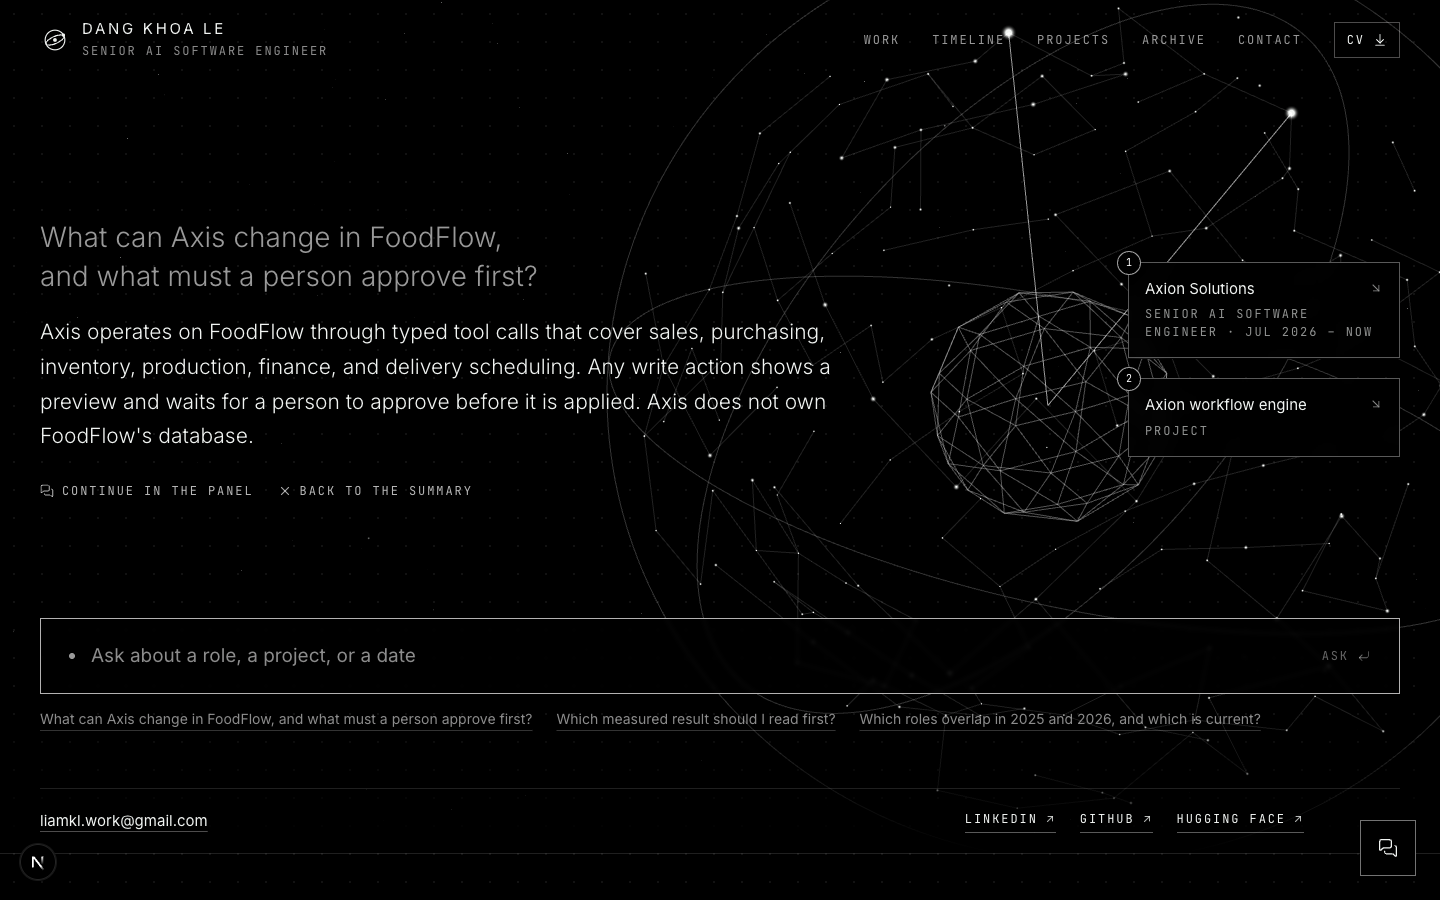 DANG KHOA LE
SENIOR AI SOFTWARE ENGINEER
WORK TIMELINE PROJECTS ARCHIVE CONTACT CV
What can Axis change in FoodFlow,
and what must a person approve first?
Axis operates on FoodFlow through typed tool calls that cover sales, purchasing,
inventory, production, finance, and delivery scheduling. Any write action shows a
preview and waits for a person to approve before it is applied. Axis does not own
FoodFlow's database.
CONTINUE IN THE PANEL BACK TO THE SUMMARY
1
Axion Solutions
SENIOR AI SOFTWARE
ENGINEER · JUL 2026 – NOW
2
Axion workflow engine
PROJECT
Ask about a role, a project, or a date
ASK
What can Axis change in FoodFlow, and what must a person approve first? Which measured result should I read first? Which roles overlap in 2025 and 2026, and which is current?
liamkl.work@gmail.com
LINKEDIN GITHUB HUGGING FACE
N